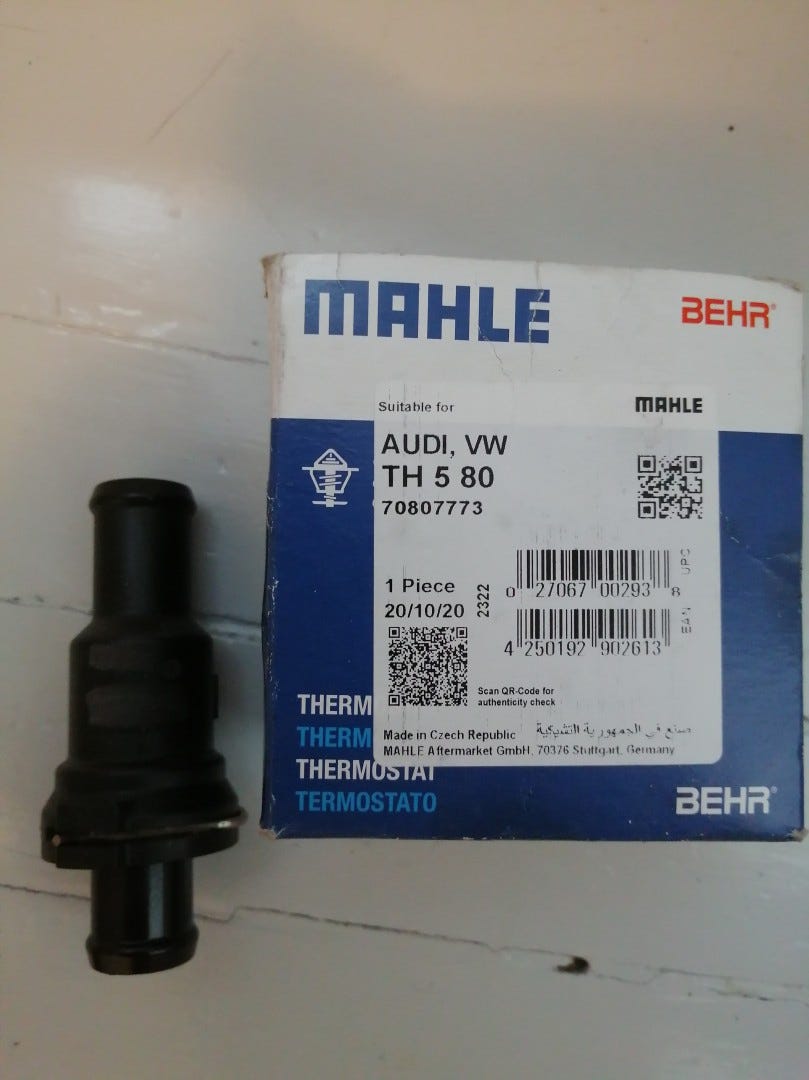 MAHLE
BEHR®
Suitable for
MAHLE
AUDI, VW
TH 5 80
70807773
1 Piece
20/10/20
2322
0 27067 00293 8
UPC
4 250192 902613
EAN
Scan QR-Code for
authenticity check
THERM
THERM
Made in Czech Republic صنع في الجمهورية التشيكية
MAHLE Aftermarket GmbH, 70376 Stuttgart, Germany
THERMOSTAT
TERMOSTATO
BEHR®